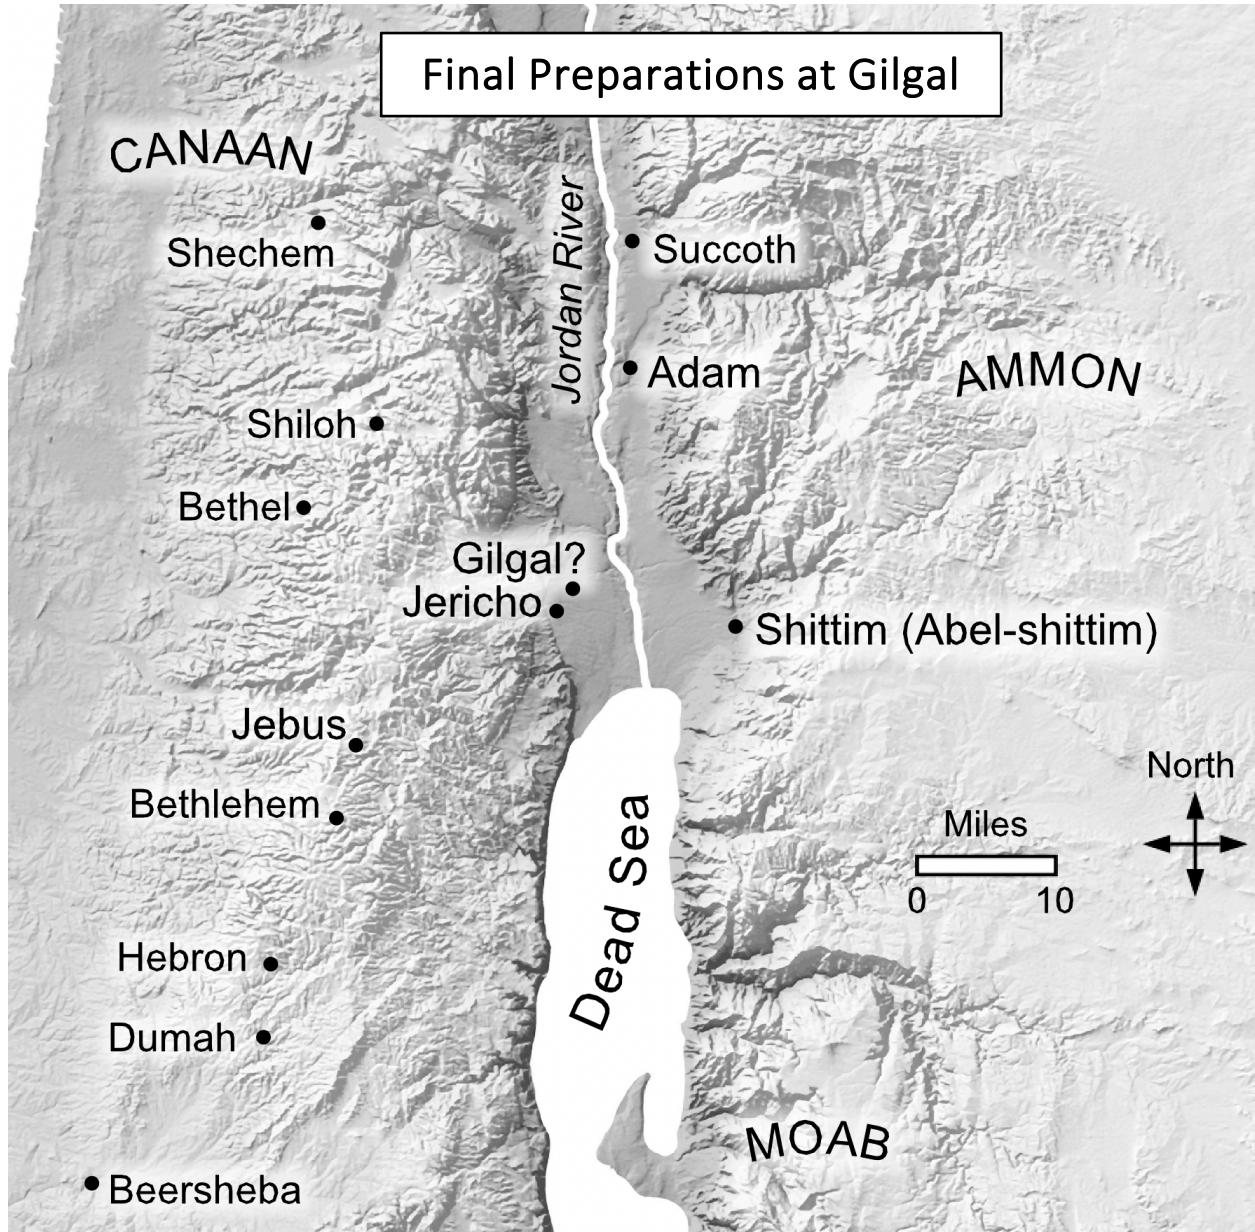 Final Preparations at Gilgal
CANAAN
Jordan River
Shechem
Succoth
Adam
AMMON
Shiloh
Bethel
Gilgal?
Jericho
Shittim (Abel-shittim)
Jebus
North
Bethlehem
Miles
0 10
Dead Sea
Hebron
Dumah
MOAB
Beersheba